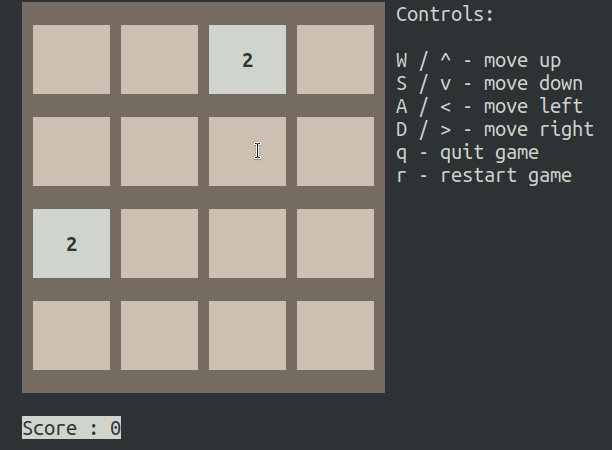 2
2
Score : 0
Controls:
W / ^ - move up
S / v - move down
A / < - move left
D / > - move right
q - quit game
r - restart game